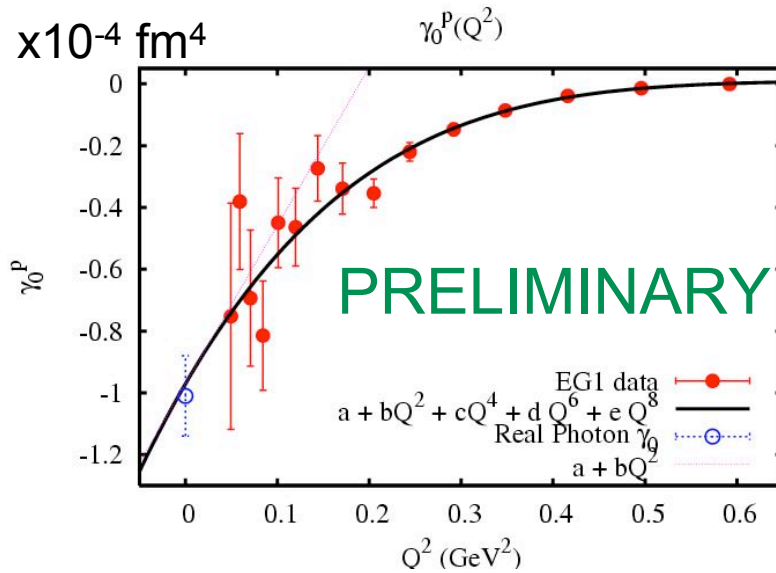 x10⁻⁴ fm⁴
γ₀ᵖ(Q²)
0
-0.2
-0.4
-0.6
-0.8
-1
-1.2
γ₀ᵖ
PRELIMINARY
EG1 data
a + bQ² + cQ⁴ + d Q⁶ + e Q⁸
Real Photon γ₀
a + bQ²
0 0.1 0.2 0.3 0.4 0.5 0.6
Q² (GeV²)